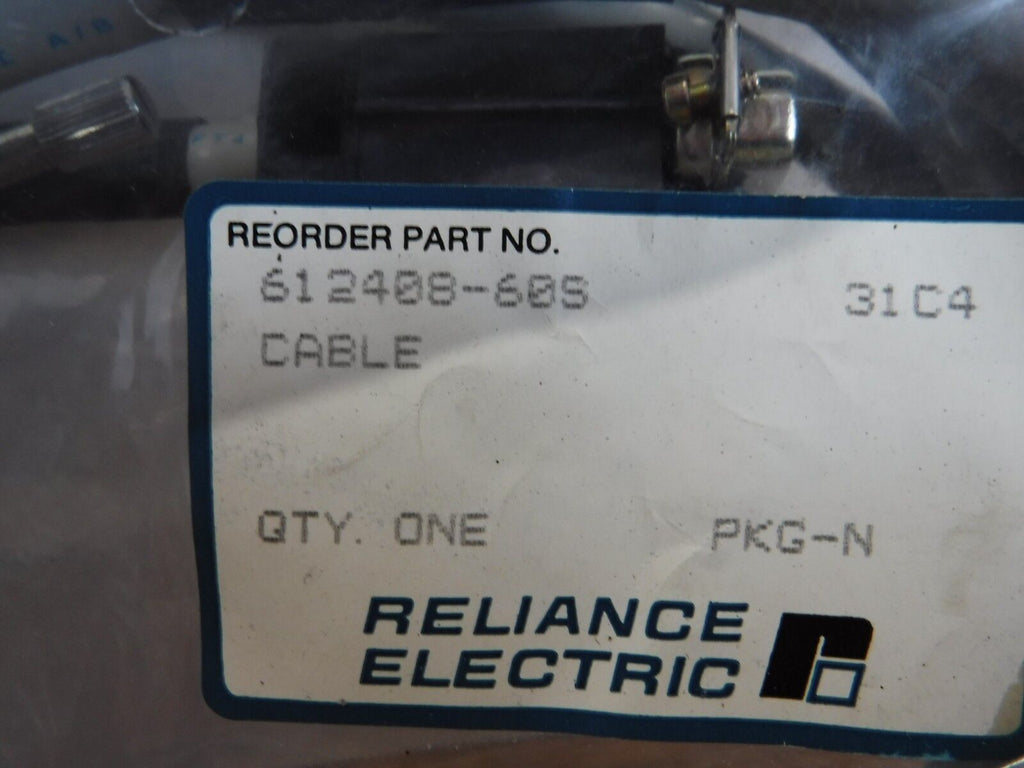 REORDER PART NO.
612408-60S 31C4
CABLE
QTY. ONE PKG-N
RELIANCE
ELECTRIC